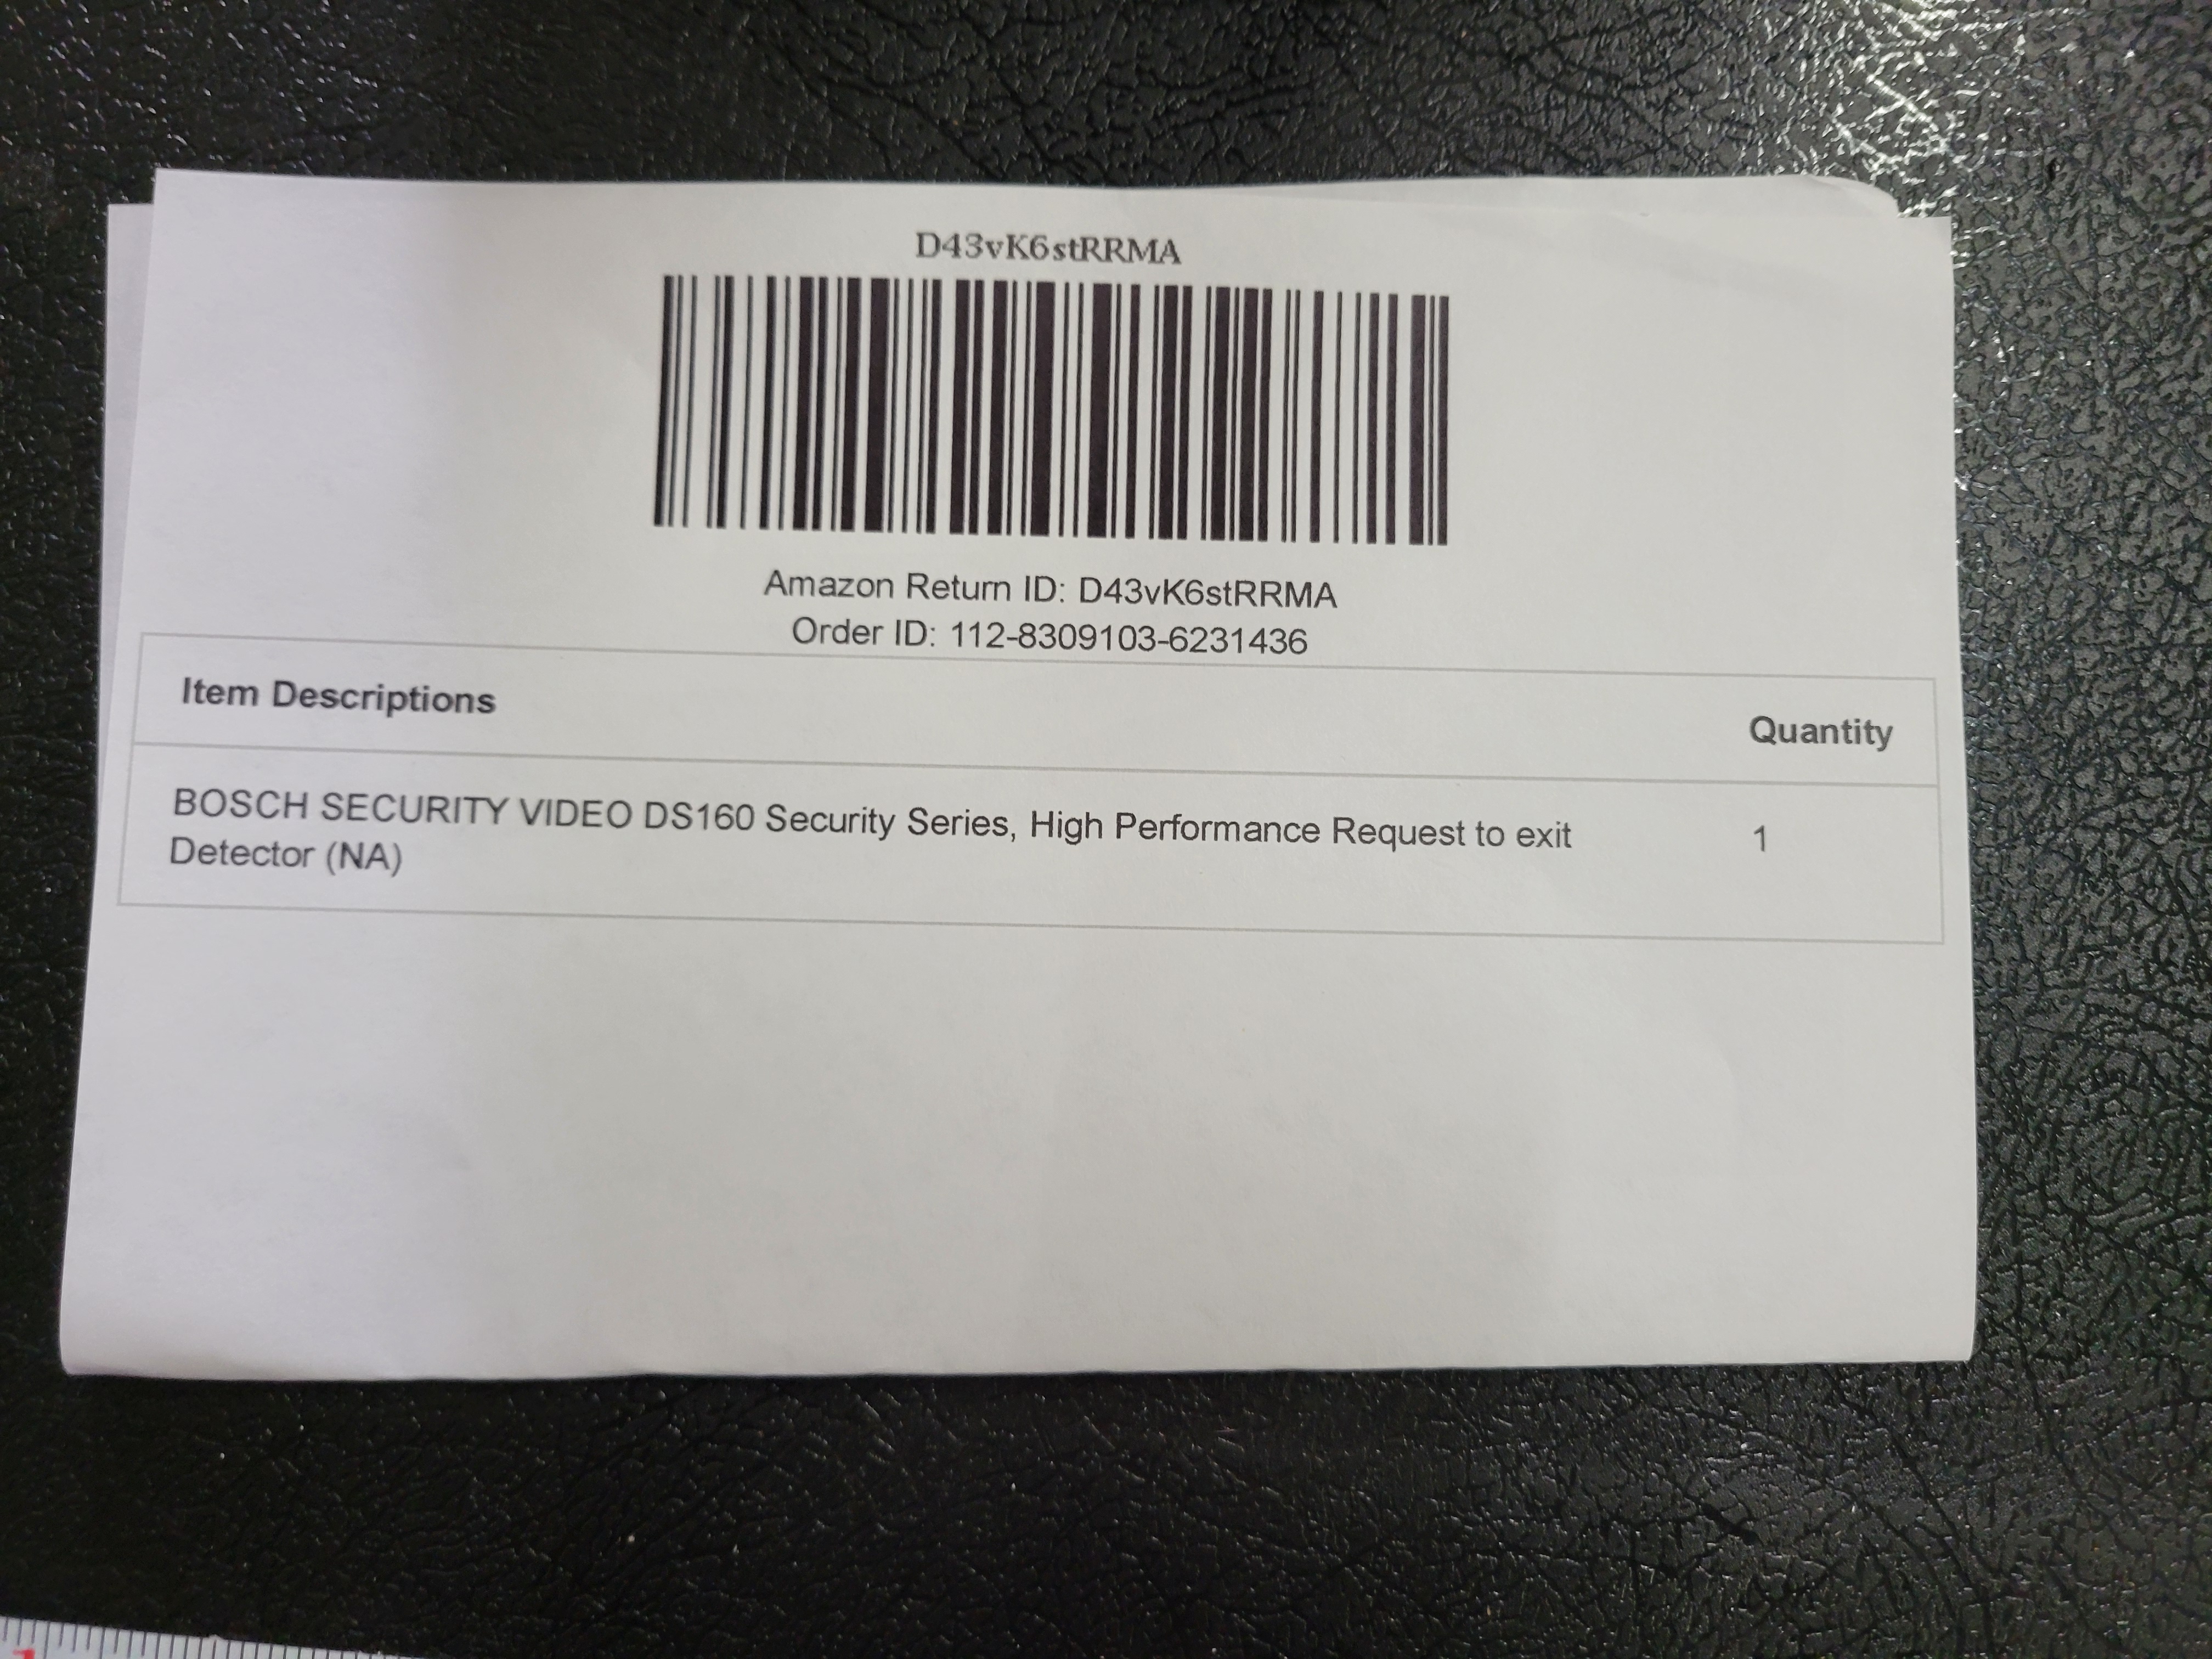 D43vK6stRRMA
Amazon Return ID: D43vK6stRRMA
Order ID: 112-8309103-6231436
Item Descriptions
Quantity
BOSCH SECURITY VIDEO DS160 Security Series, High Performance Request to exit
Detector (NA)
1
1